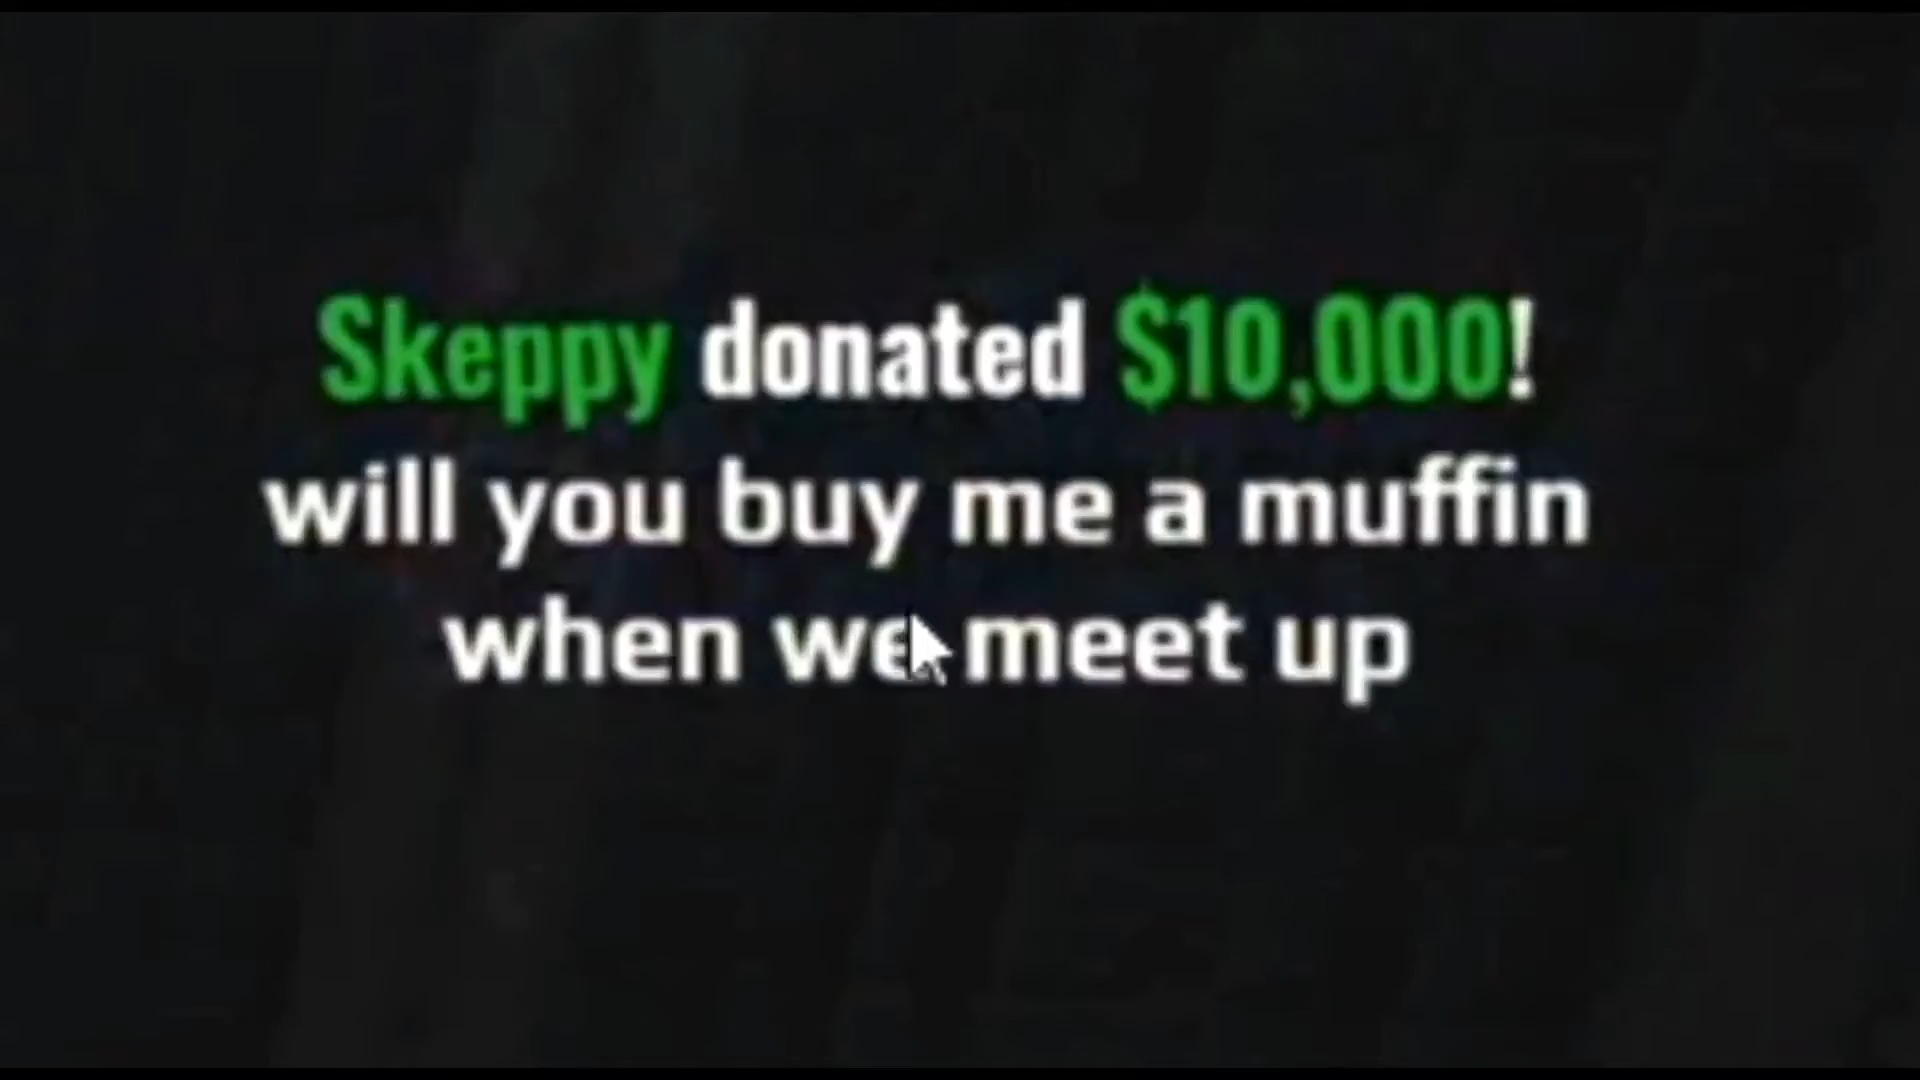 Skeppy donated $10,000!
will you buy me a muffin
when we meet up